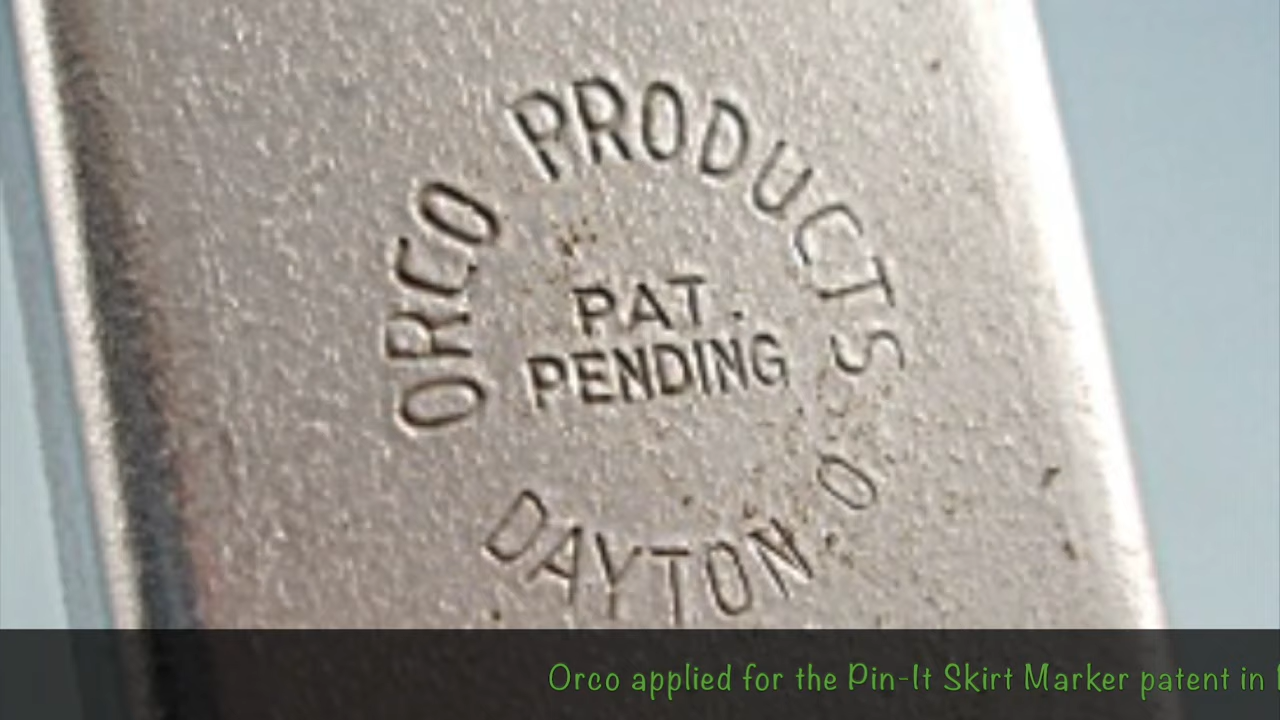 ORCO PRODUCTS
PAT.
PENDING
DAYTON, O.
Orco applied for the Pin-It Skirt Marker patent in